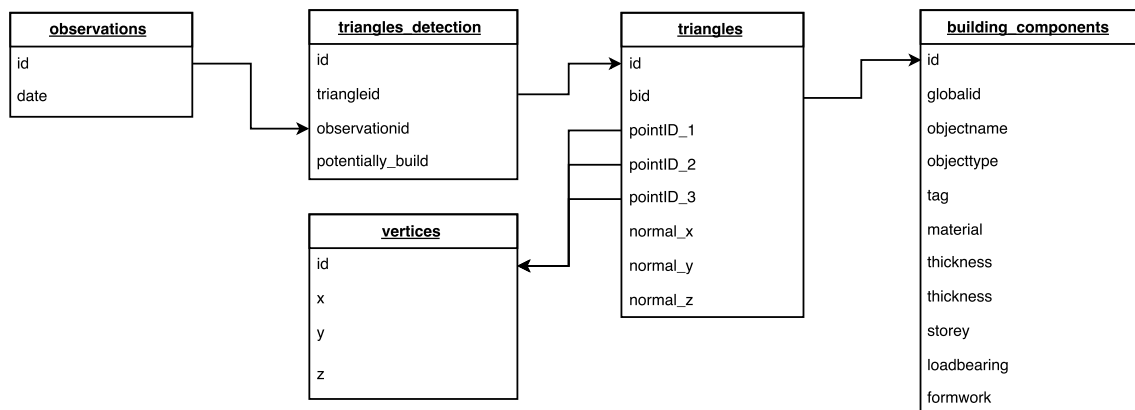 observations
id
date
triangles_detection
id
triangleid
observationid
potentially_build
vertices
id
x
y
z
triangles
id
bid
pointID_1
pointID_2
pointID_3
normal_x
normal_y
normal_z
building_components
id
globalid
objectname
objecttype
tag
material
thickness
thickness
storey
loadbearing
formwork